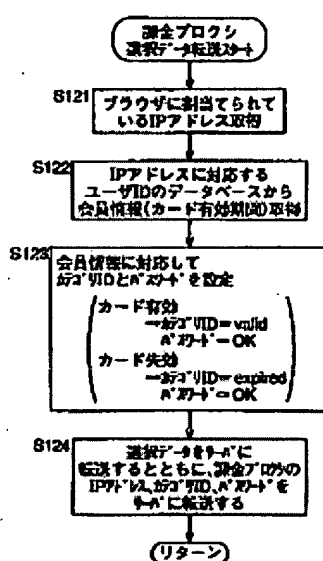 課金プロクシ
選択データ転送スタート
S121
ブラウザに割当てられて
いるIPアドレス取得
S122
IPアドレスに対応する
ユーザIDのデータベースから
会員情報(カード有効期間)取得
S123
会員情報に対応して
ｶﾃｺﾞﾘIDとﾊﾟｽﾜｰﾄﾞを設定
カード有効
→ｶﾃｺﾞﾘID=valid
ﾊﾟｽﾜｰﾄﾞ=OK
カード失効
→ｶﾃｺﾞﾘID=expired
ﾊﾟｽﾜｰﾄﾞ=OK
S124
選択データをｻｰﾊﾞに
転送するとともに、課金プロクシの
IPｱﾄﾞﾚｽ、ｶﾃｺﾞﾘID、ﾊﾟｽﾜｰﾄﾞを
ｻｰﾊﾞに転送する
リターン